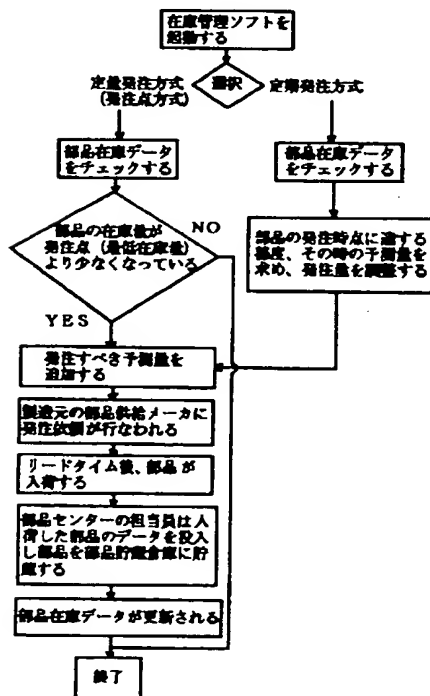 在庫管理ソフトを
起動する
選択
定量発注方式
(発注点方式)
定期発注方式
部品在庫データ
をチェックする
部品在庫データ
をチェックする
部品の在庫量が
発注点(最低在庫量)
より少なくなっている
NO
YES
部品の発注時点に達する
都度、その時の予測量を
求め、発注量を調整する
発注すべき予測量を
追加する
製造元の部品供給メーカに
発注依頼が行なわれる
リードタイム後、部品が
入荷する
部品センターの担当員は入
荷した部品のデータを投入
し部品を部品貯蔵倉庫に貯
蔵する
部品在庫データが更新される
終了